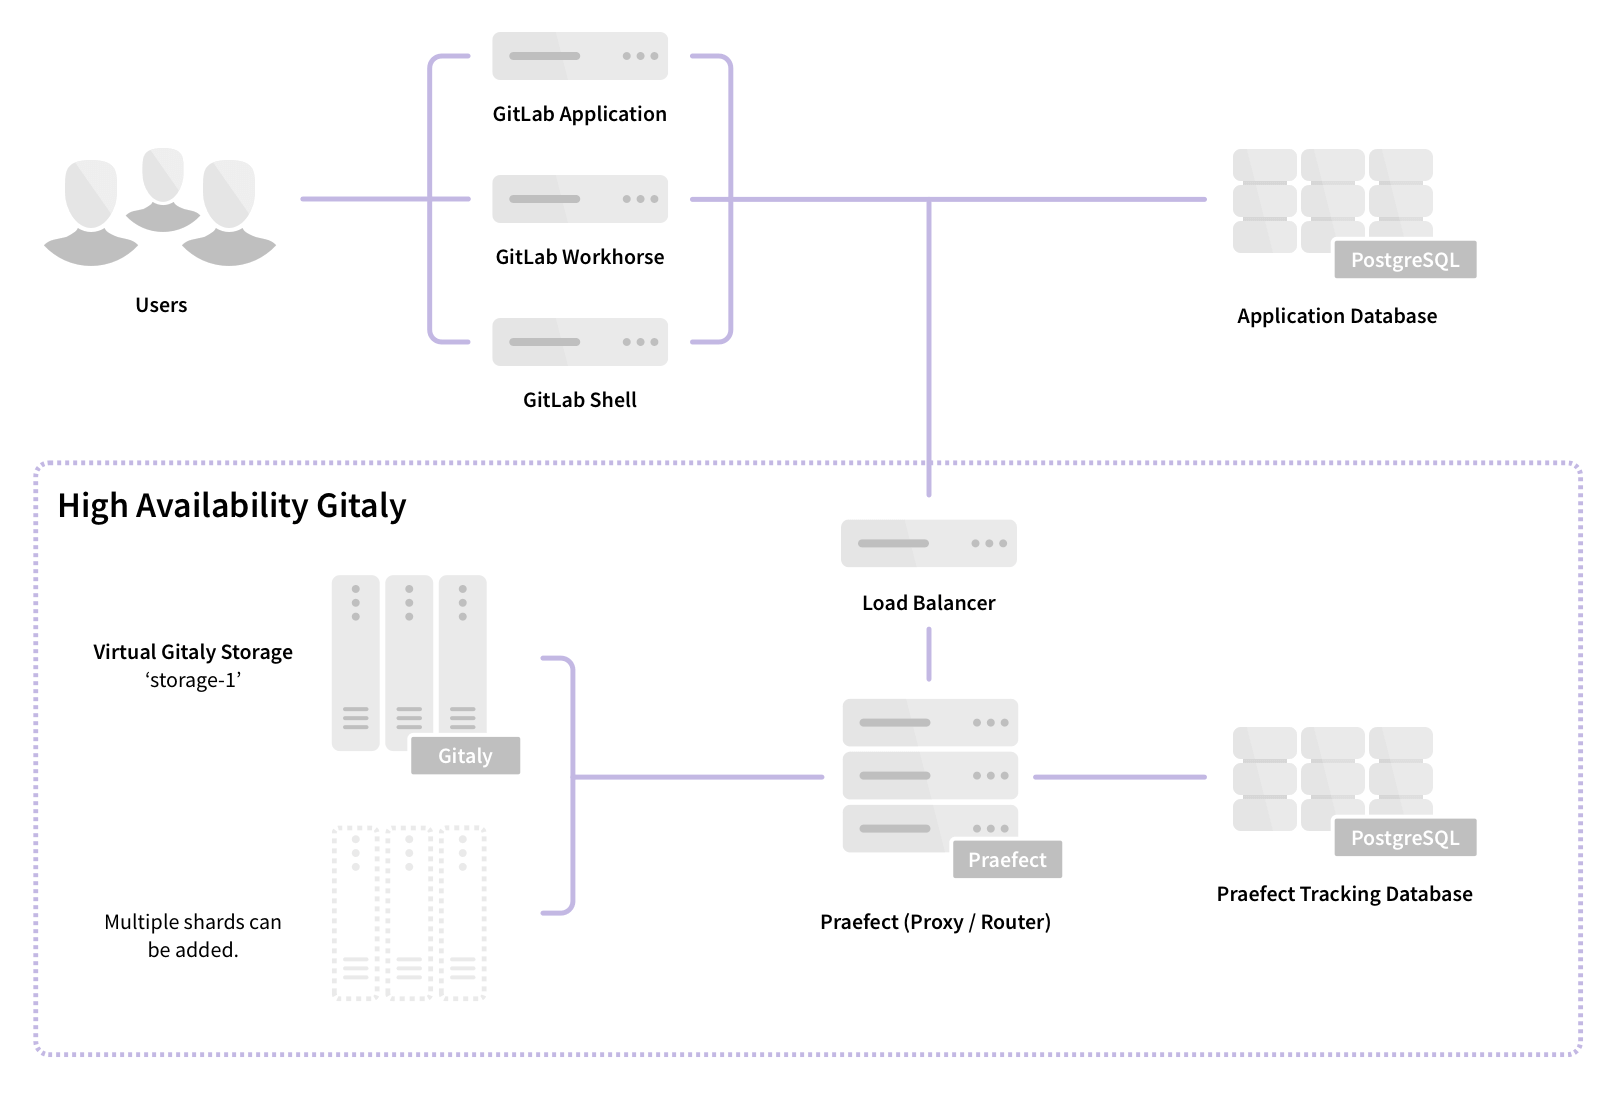 GitLab Application
GitLab Workhorse
GitLab Shell
Users
PostgreSQL
Application Database
High Availability Gitaly
Load Balancer
Virtual Gitaly Storage
‘storage-1’
Gitaly
Multiple shards can
be added.
Praefect
Praefect (Proxy / Router)
PostgreSQL
Praefect Tracking Database